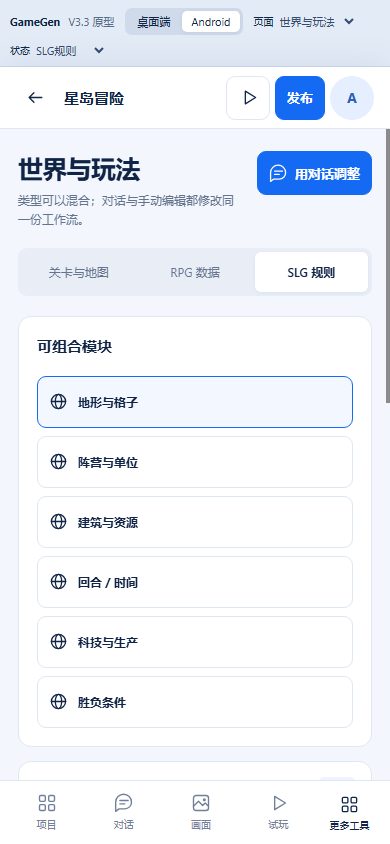 GameGen V3.3 原型 桌面端 Android 页面 世界与玩法
状态 SLG规则
星岛冒险 发布 A
世界与玩法
用对话调整
类型可以混合；对话与手动编辑都修改同
一份工作流。
关卡与地图 RPG 数据 SLG 规则
可组合模块
地形与格子
阵营与单位
建筑与资源
回合 / 时间
科技与生产
胜负条件
项目 对话 画面 试玩 更多工具